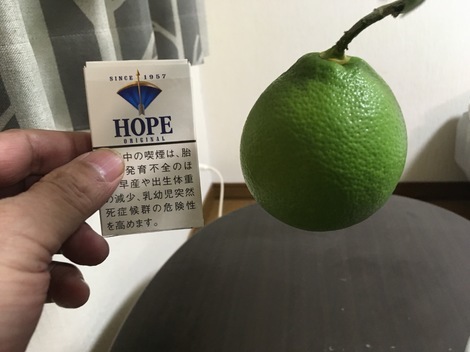 SINCE 1957
HOPE
ORIGINAL
中の喫煙は、胎
発育不全のほ
早産や出生体重
の減少、乳幼児突然
死症候群の危険性
を高めます。